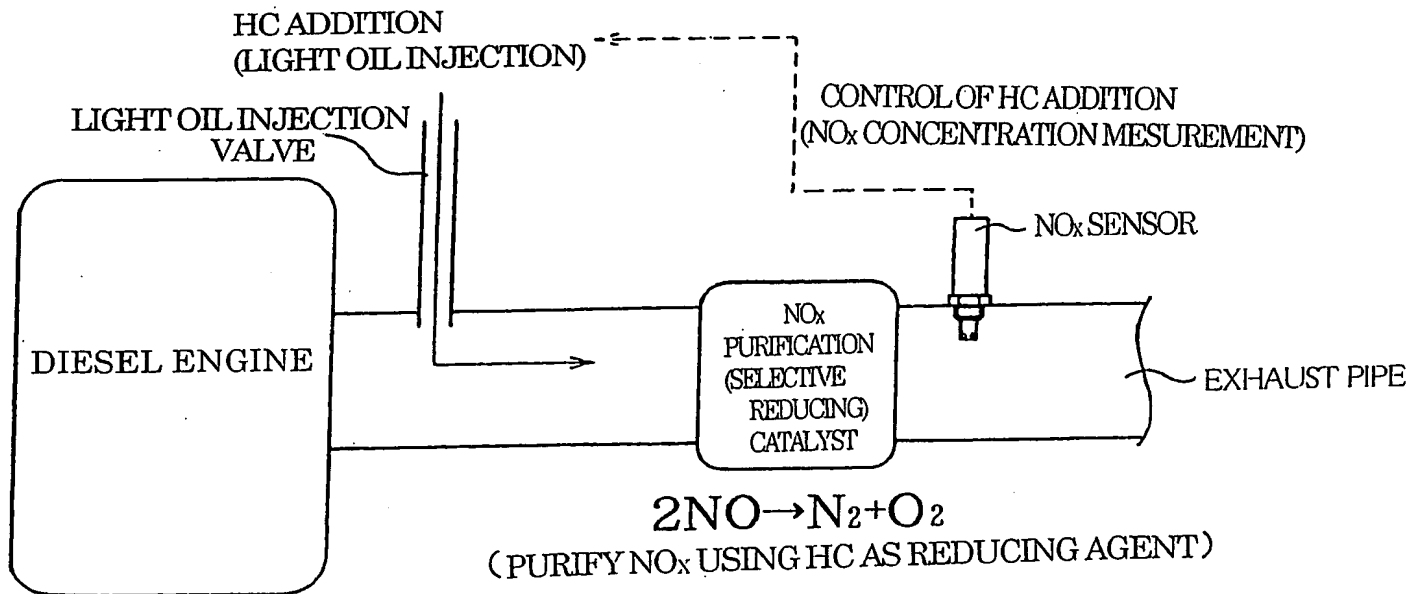 HC ADDITION
(LIGHT OIL INJECTION)
LIGHT OIL INJECTION
VALVE
CONTROL OF HC ADDITION
(NOx CONCENTRATION MESUREMENT)
NOx SENSOR
DIESEL ENGINE
NOx
PURIFICATION
(SELECTIVE
REDUCING)
CATALYST
EXHAUST PIPE
2NO→N2+O2
(PURIFY NOx USING HC AS REDUCING AGENT)